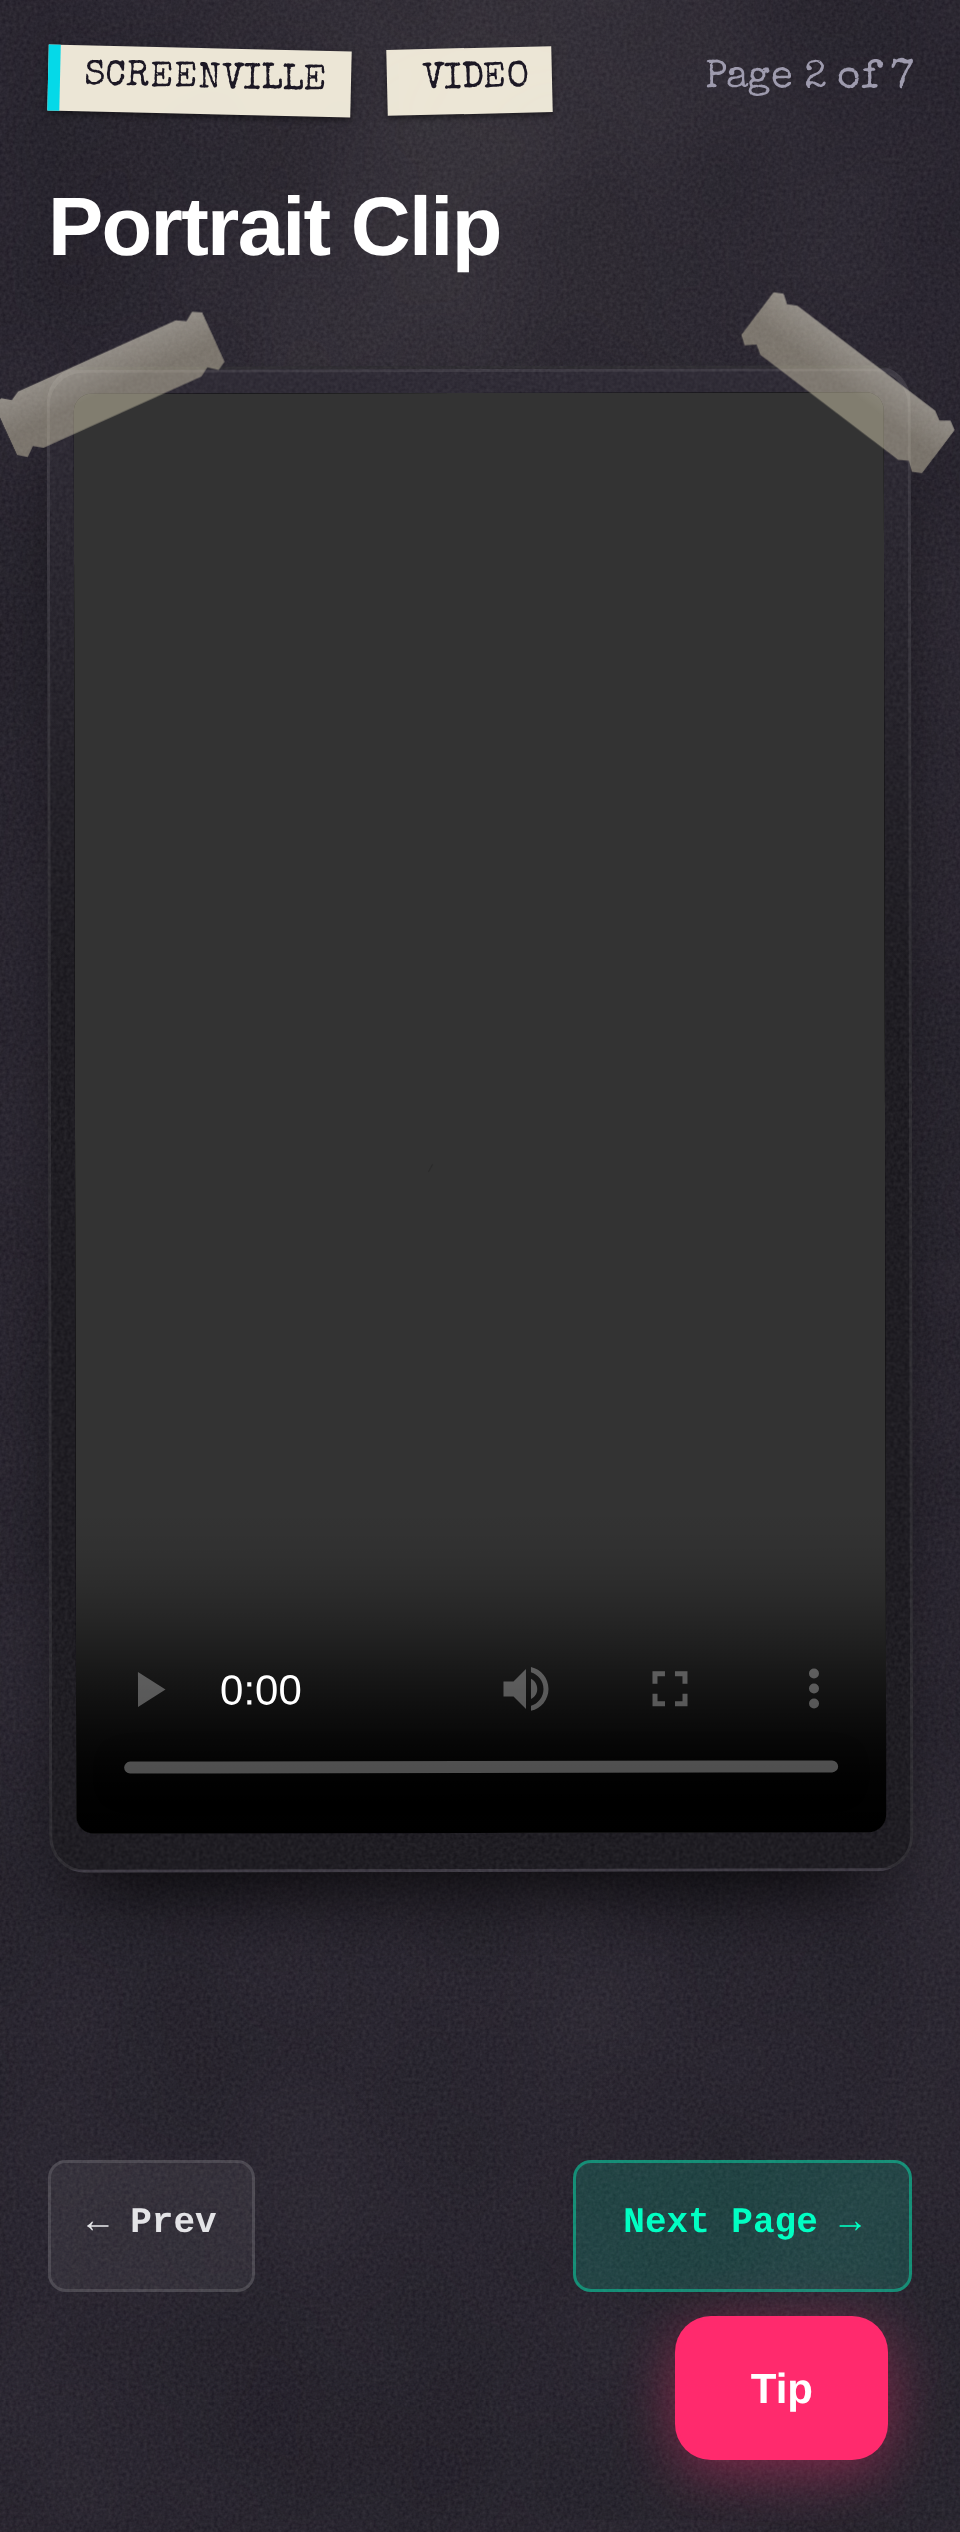 SCREENVILLE VIDEO Page 2 of 7
Portrait Clip
0:00
← Prev Next Page →
Tip